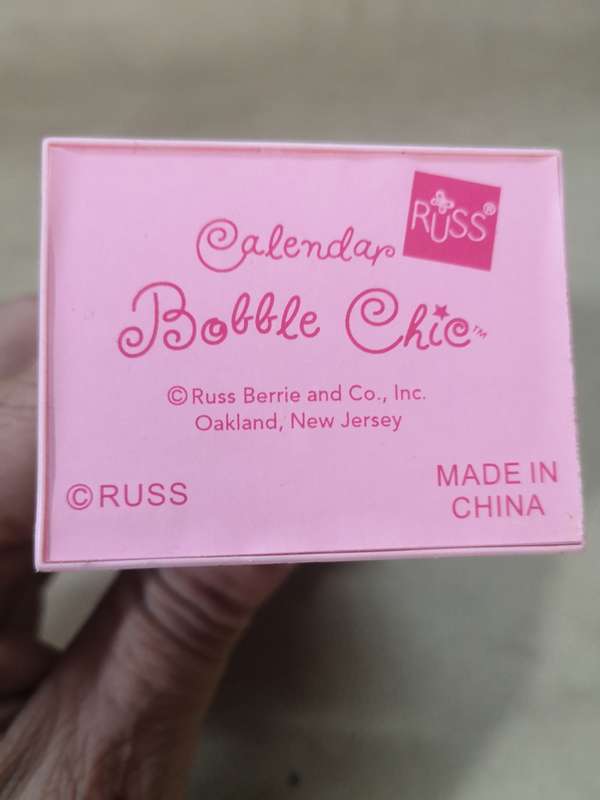 RUSS®
Calendar
Bobble Chic™
©Russ Berrie and Co., Inc.
Oakland, New Jersey
©RUSS
MADE IN
CHINA